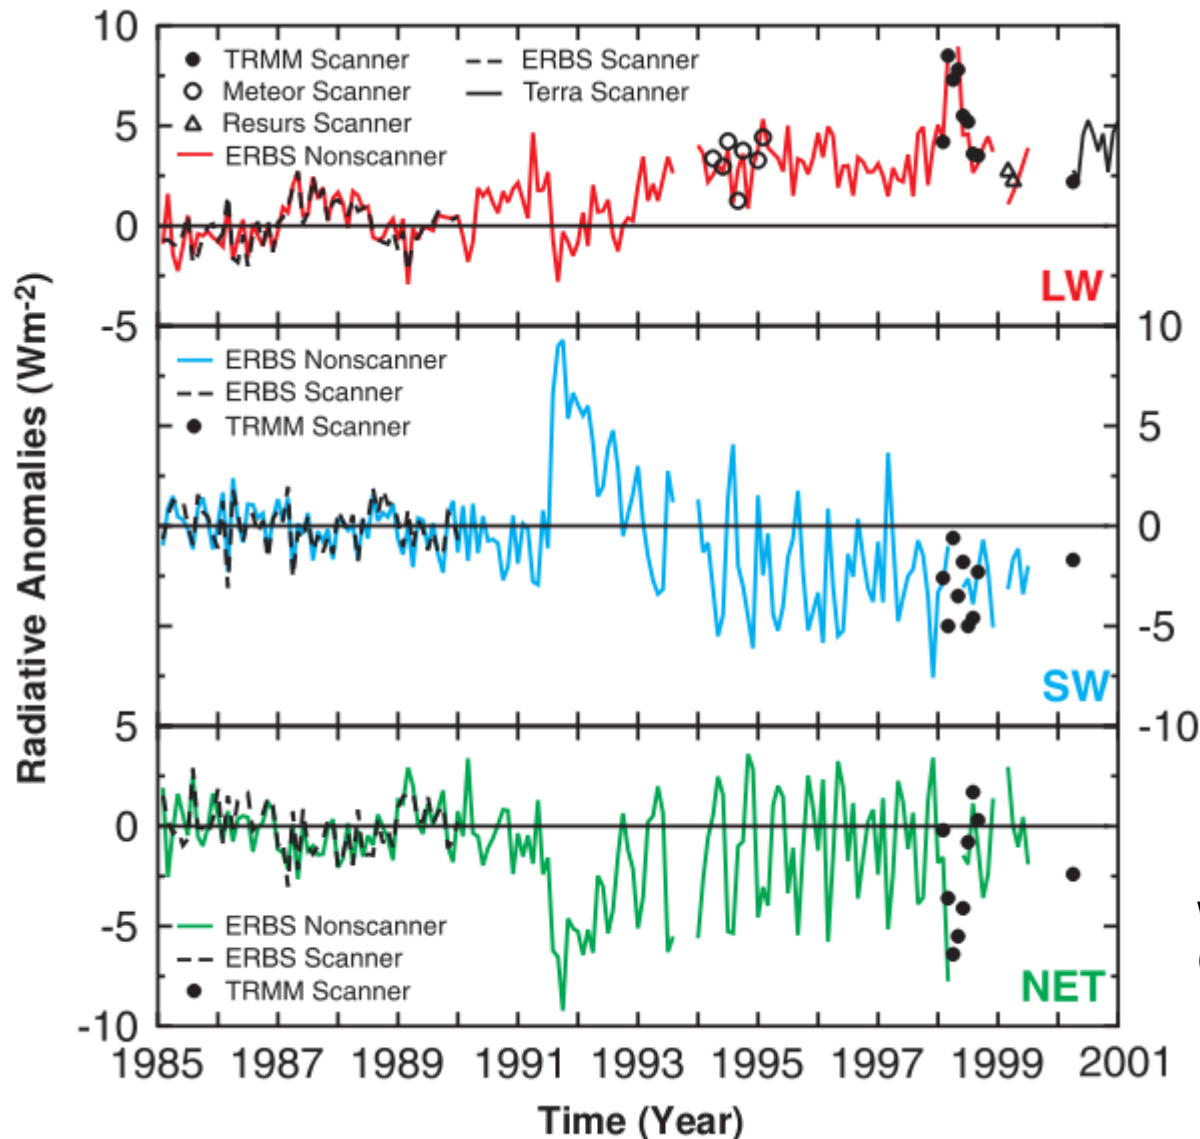 10
TRMM Scanner
ERBS Scanner
Meteor Scanner
Terra Scanner
Resurs Scanner
ERBS Nonscanner
5
0
LW
-5
10
ERBS Nonscanner
ERBS Scanner
TRMM Scanner
5
0
-5
SW
-10
5
0
-5
ERBS Nonscanner
ERBS Scanner
TRMM Scanner
NET
-10
Radiative Anomalies (Wm-2)
1985 1987 1989 1991 1993 1995 1997 1999 2001
Time (Year)